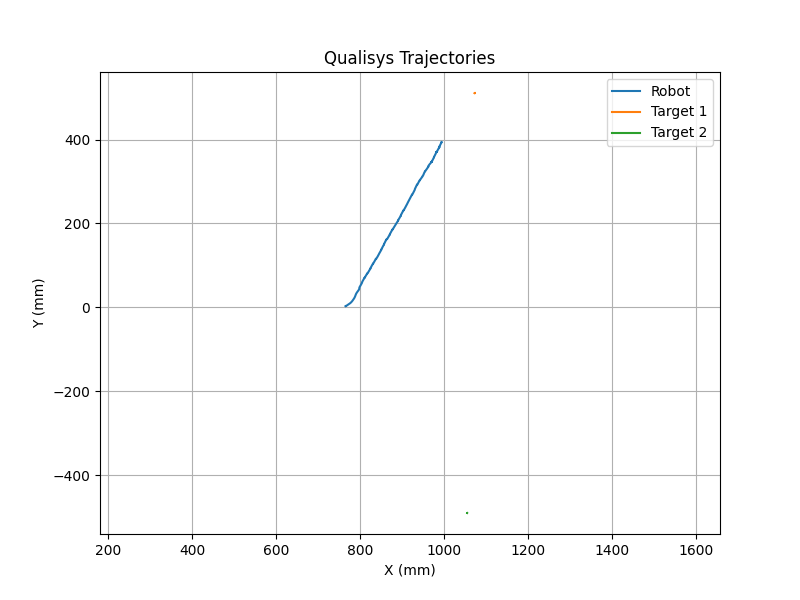 Qualisys Trajectories
Robot
Target 1
Target 2
400
200
0
−200
−400
Y (mm)
200 400 600 800 1000 1200 1400 1600
X (mm)